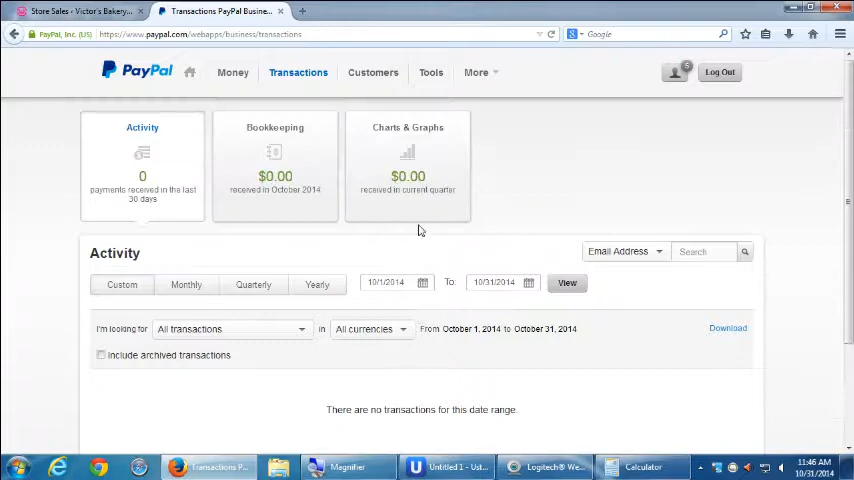 Store Sales ‹ Victor's Bakery...
Transactions PayPal Busine...
PayPal, Inc. (US)
https://www.paypal.com/webapps/business/transactions
Google
PayPal
Money
Transactions
Customers
Tools
More
6
Log Out
Activity
0
payments received in the last
30 days
Bookkeeping
$0.00
received in October 2014
Charts & Graphs
$0.00
received in current quarter
Activity
Email Address
Search
Custom
Monthly
Quarterly
Yearly
10/1/2014
To:
10/31/2014
View
I'm looking for
All transactions
in
All currencies
From October 1, 2014 to October 31, 2014
Download
Include archived transactions
There are no transactions for this date range.
Transactions P...
Magnifier
Untitled 1 - Ust...
Logitech® We...
Calculator
11:46 AM
10/31/2014